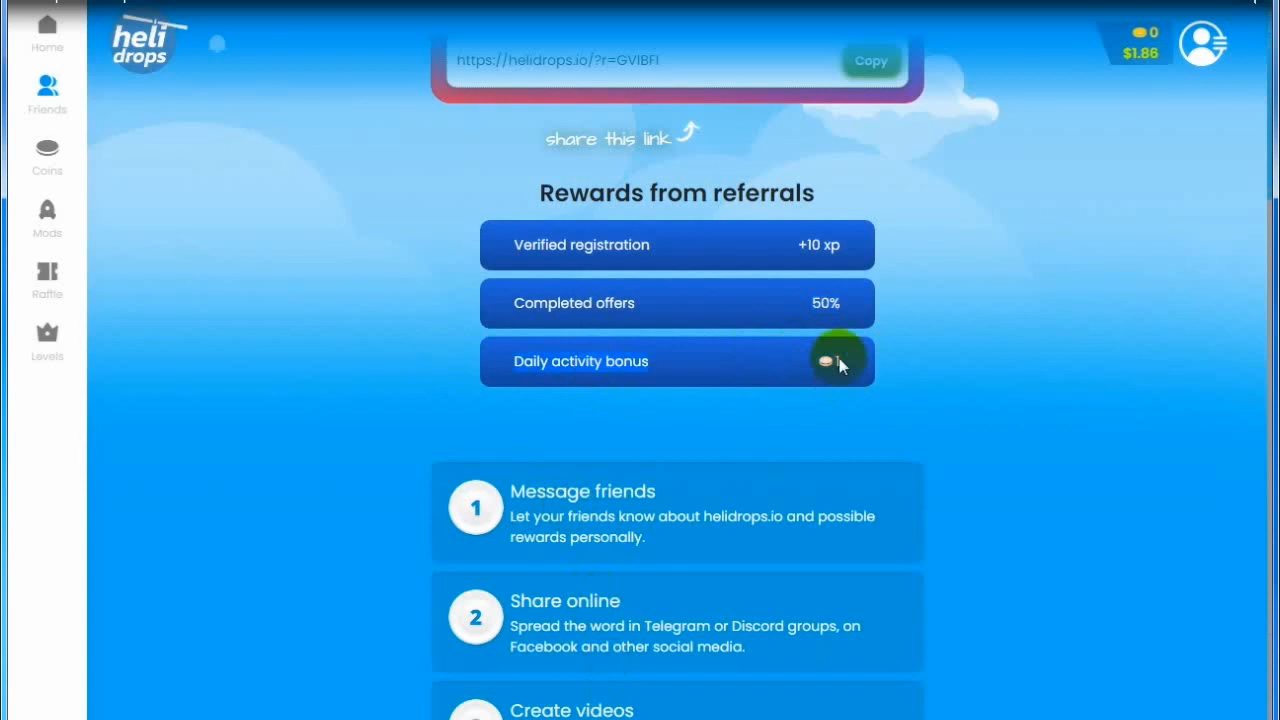 Home
Friends
Coins
Mods
Raffle
Levels
heli
drops
0
$1.86
https://helidrops.io/?r=GVIBFI
Copy
share this link
Rewards from referrals
Verified registration +10 xp
Completed offers 50%
Daily activity bonus 1
1
Message friends
Let your friends know about helidrops.io and possible
rewards personally.
2
Share online
Spread the word in Telegram or Discord groups, on
Facebook and other social media.
Create videos